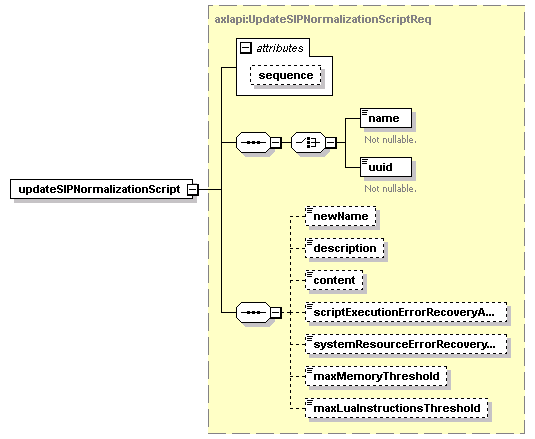 axlapi:UpdateSIPNormalizationScriptReq
attributes
sequence
name
Not nullable.
uuid
Not nullable.
updateSIPNormalizationScript
newName
description
content
scriptExecutionErrorRecoveryA...
systemResourceErrorRecovery...
maxMemoryThreshold
maxLuaInstructionsThreshold